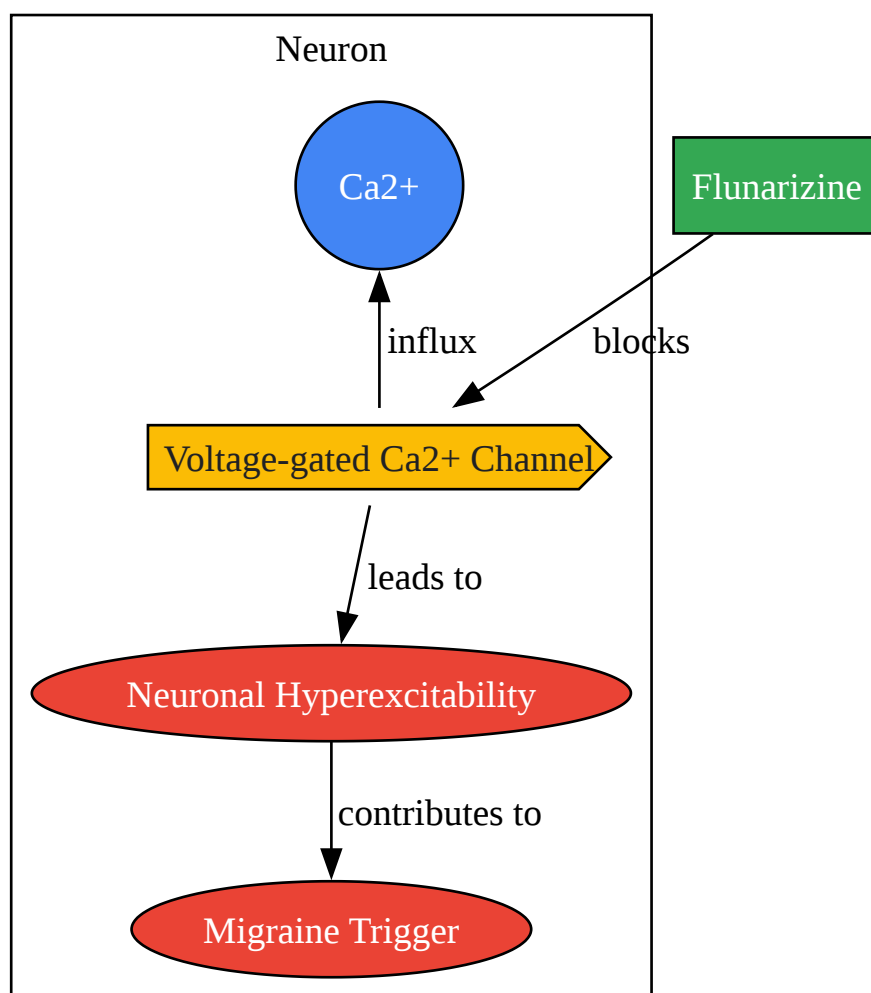 Neuron
Ca2+
Flunarizine
influx
blocks
Voltage-gated Ca2+ Channel
leads to
Neuronal Hyperexcitability
contributes to
Migraine Trigger